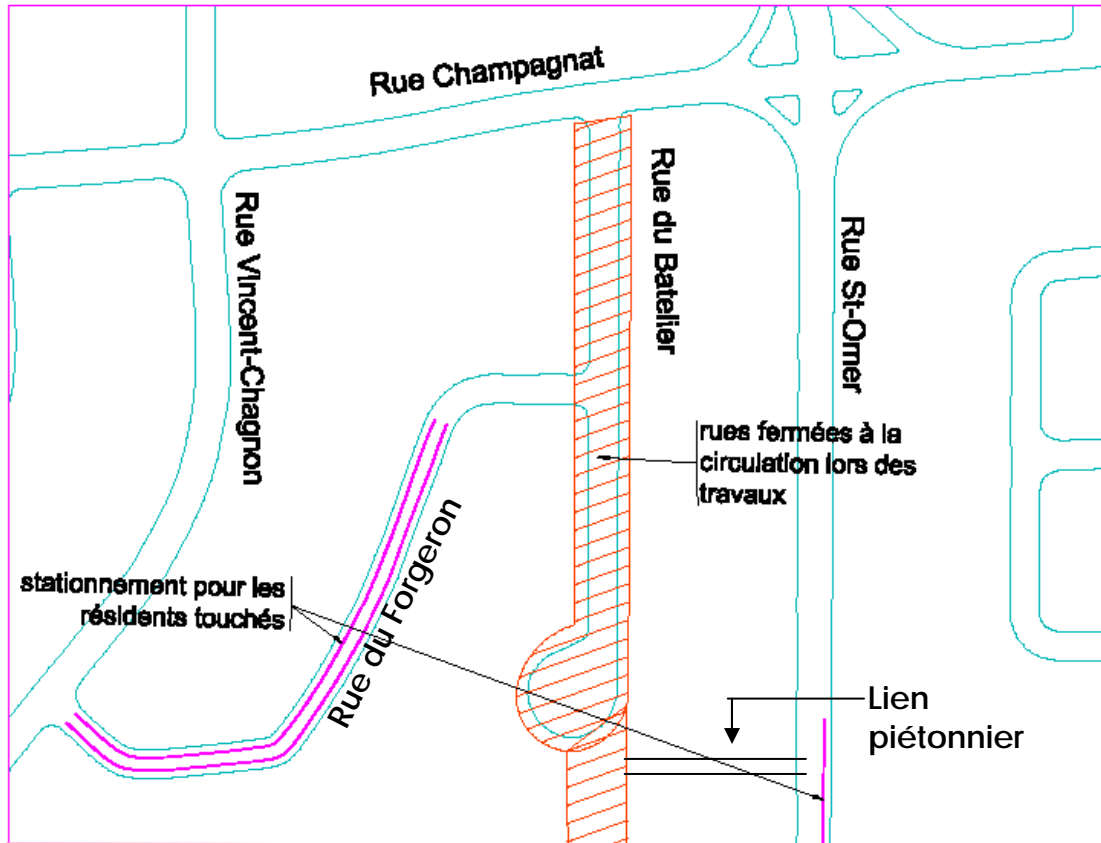 Rue Champagnat
Rue Vincent-Chagnon
Rue du Batelier
Rue St-Omer
rues fermées à la
circulation lors des
travaux
stationnement pour les
résidents touchés
Rue du Forgeron
Lien
piétonnier